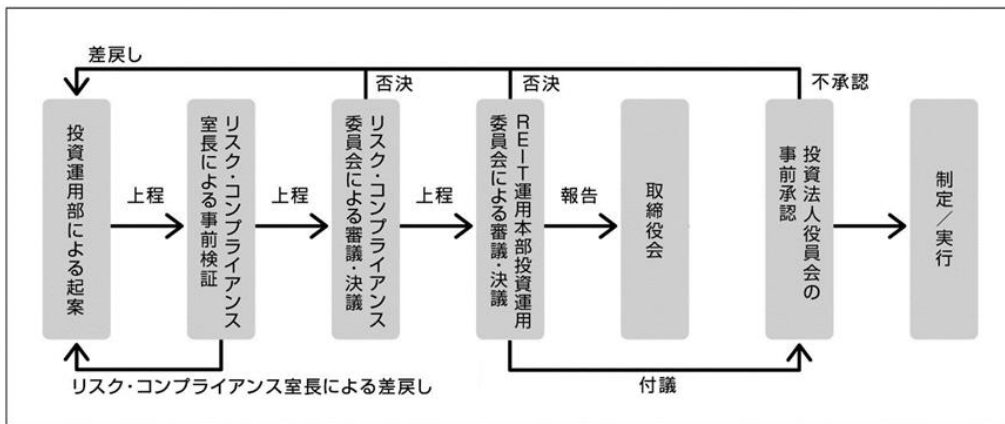 差戻し
否決
否決
不承認
投資運用部による起案
上程
リスク・コンプライアンス
室長による事前検証
上程
リスク・コンプライアンス
委員会による審議・決議
上程
REIT運用本部投資運用
委員会による審議・決議
報告
取締役会
投資法人役員会の
事前承認
制定／実行
リスク・コンプライアンス室長による差戻し
付議